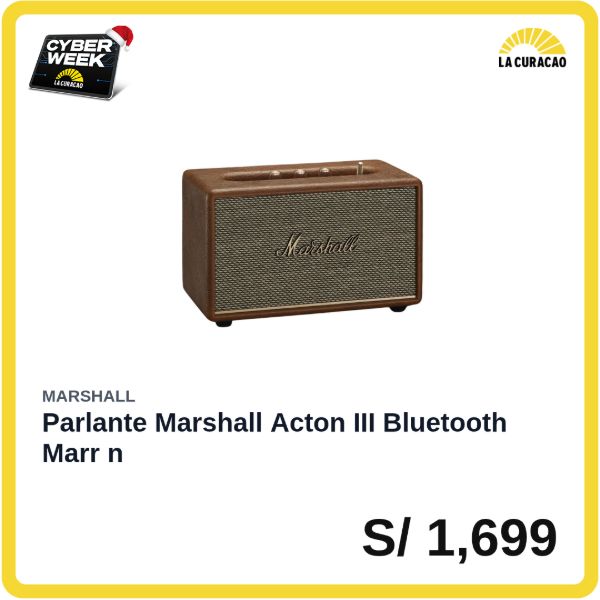 CYBER
WEEK
LA CURACAO
LA CURACAO
Marshall
MARSHALL
Parlante Marshall Acton III Bluetooth
Marr n
S/ 1,699